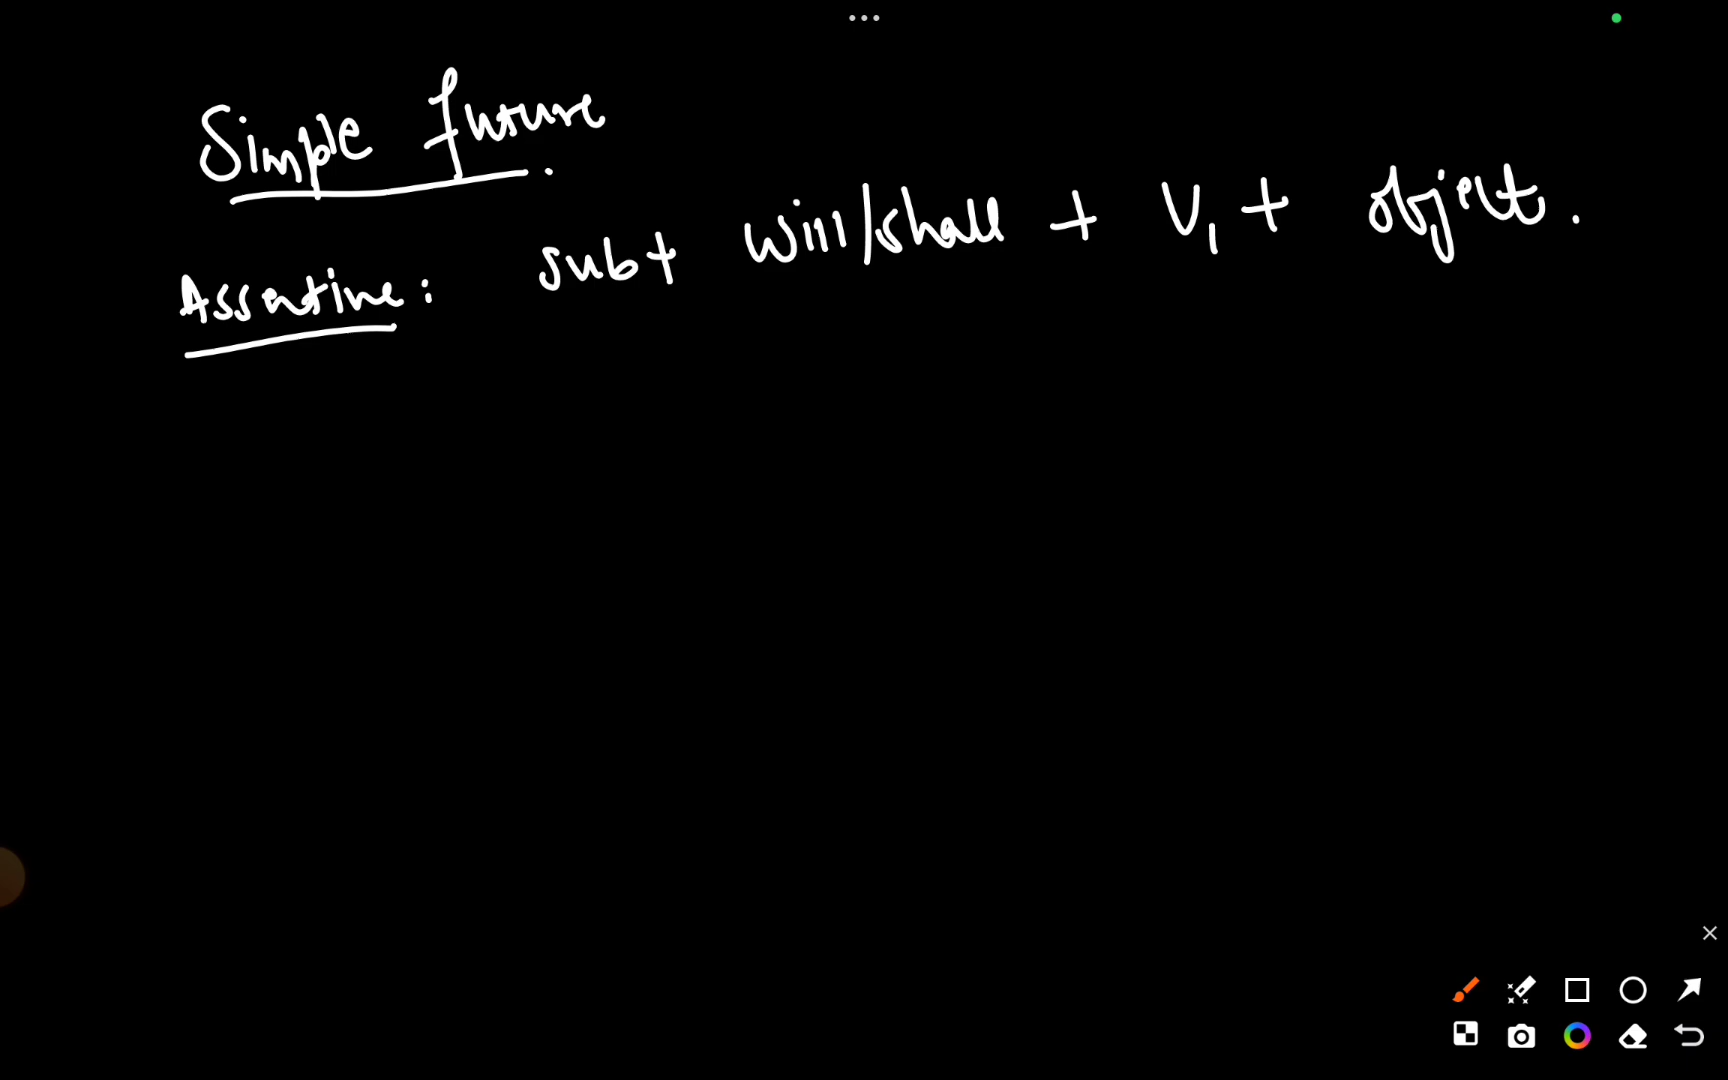 Simple future.
Assertive: sub + will/shall + V1 + object.